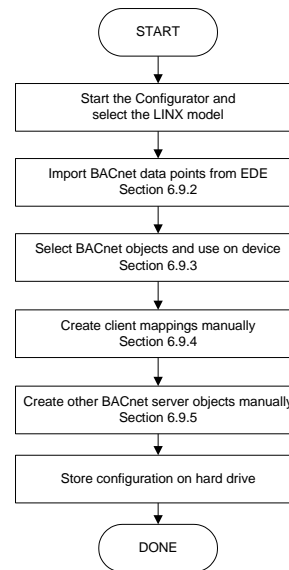 START
Start the Configurator and
select the LINX model
Import BACnet data points from EDE
Section 6.9.2
Select BACnet objects and use on device
Section 6.9.3
Create client mappings manually
Section 6.9.4
Create other BACnet server objects manually
Section 6.9.5
Store configuration on hard drive
DONE